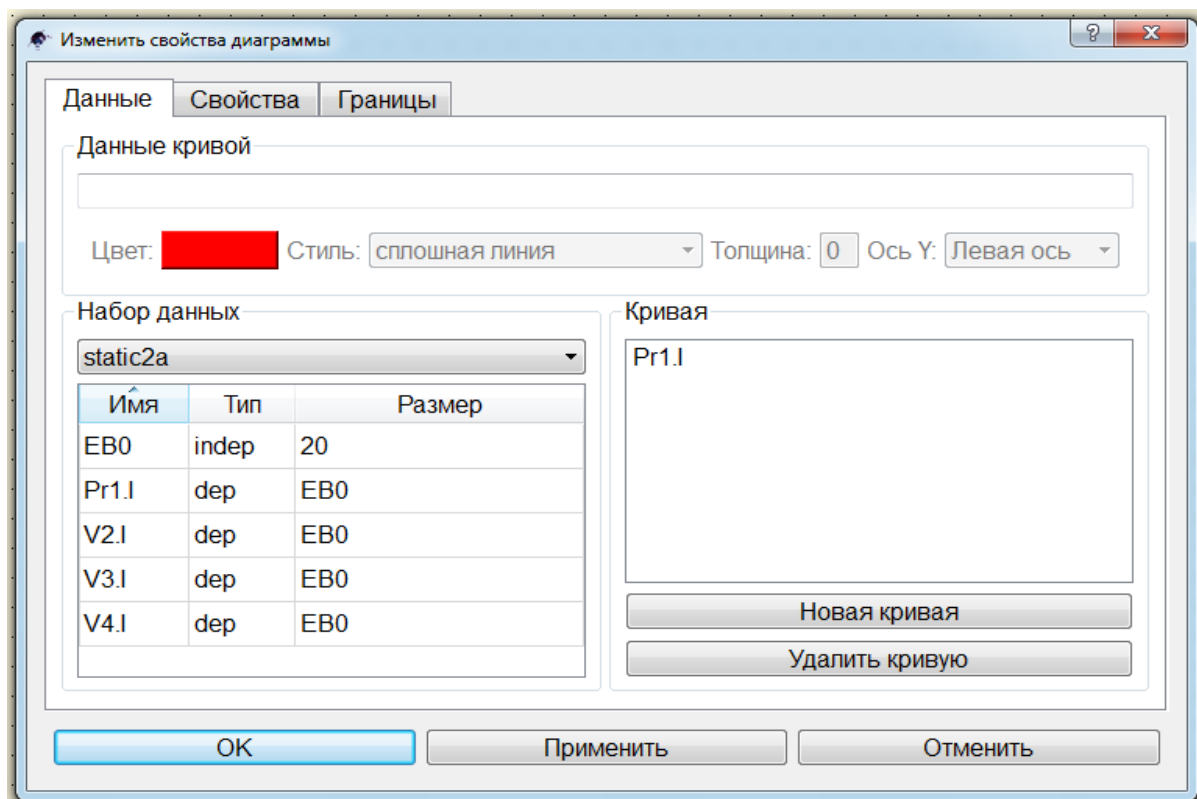 Изменить свойства диаграммы
?
Данные Свойства Границы
Данные кривой
Цвет: Стиль: сплошная линия Толщина: 0 Ось Y: Левая ось
Набор данных
static2a
Имя Тип Размер
EB0 indep 20
Pr1.I dep EB0
V2.I dep EB0
V3.I dep EB0
V4.I dep EB0
Кривая
Pr1.I
Новая кривая
Удалить кривую
OK Применить Отменить